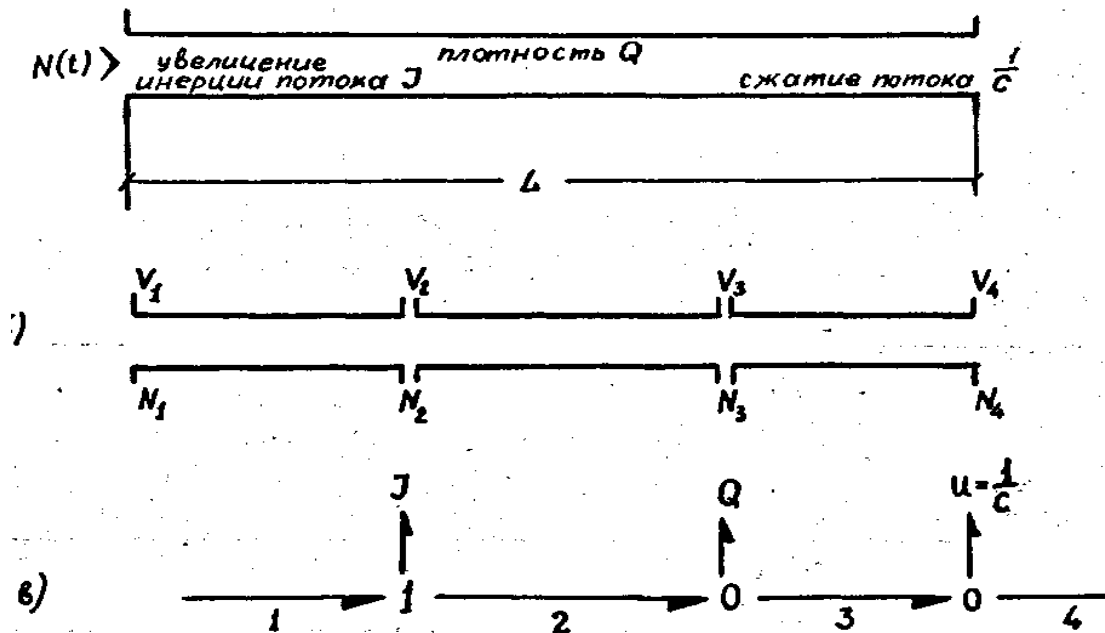 N(t) > увеличение плотность Q сжатив потока 1/C
инерции потока J
L
V₁ V₂ V₃ V₄
)
N₁ N₂ N₃ N₄
J Q u=1/C
в) 1 0 0
1 2 3 4